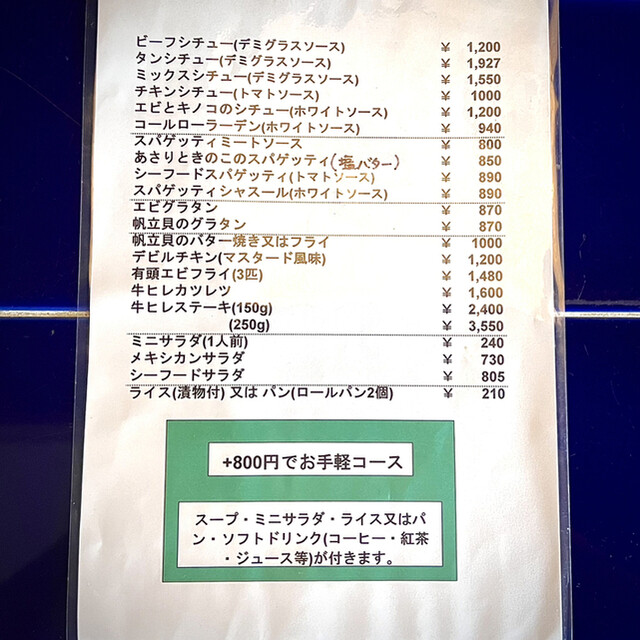 ビーフシチュー(デミグラスソース) ¥ 1,200
タンシチュー(デミグラスソース) ¥ 1,927
ミックスシチュー(デミグラスソース) ¥ 1,550
チキンシチュー(トマトソース) ¥ 1000
エビとキノコのシチュー(ホワイトソース) ¥ 1,200
コールローラーデン(ホワイトソース) ¥ 940
スパゲッティミートソース ¥ 800
あさりときのこのスパゲッティ(塩バター) ¥ 850
シーフードスパゲッティ(トマトソース) ¥ 890
スパゲッティシャスール(ホワイトソース) ¥ 890
エビグラタン ¥ 870
帆立貝のグラタン ¥ 870
帆立貝のバター焼き又はフライ ¥ 1000
デビルチキン(マスタード風味) ¥ 1,200
有頭エビフライ(3匹) ¥ 1,480
牛ヒレカツレツ ¥ 1,600
牛ヒレステーキ(150g) ¥ 2,400
(250g) ¥ 3,550
ミニサラダ(1人前) ¥ 240
メキシカンサラダ ¥ 730
シーフードサラダ ¥ 805
ライス(漬物付) 又は パン(ロールパン2個) ¥ 210
+800円でお手軽コース
スープ・ミニサラダ・ライス又はパ
ン・ソフトドリンク(コーヒー・紅茶
・ジュース等)が付きます。